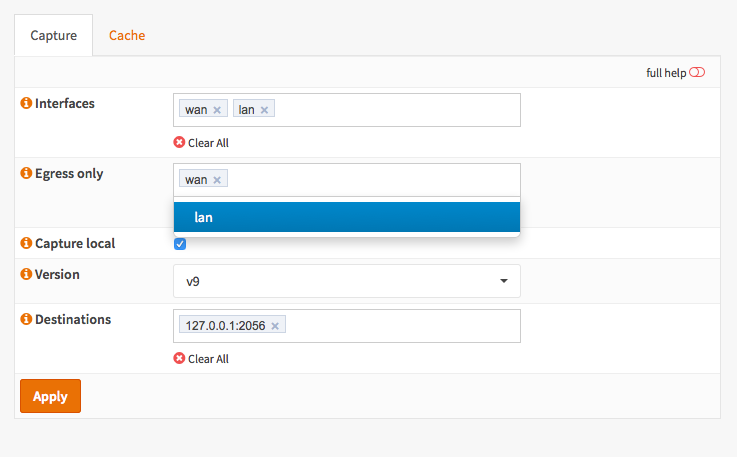 Capture Cache
full help
Interfaces wan × lan ×
Clear All
Egress only wan ×
lan
Capture local
Version v9
Destinations 127.0.0.1:2056 ×
Clear All
Apply